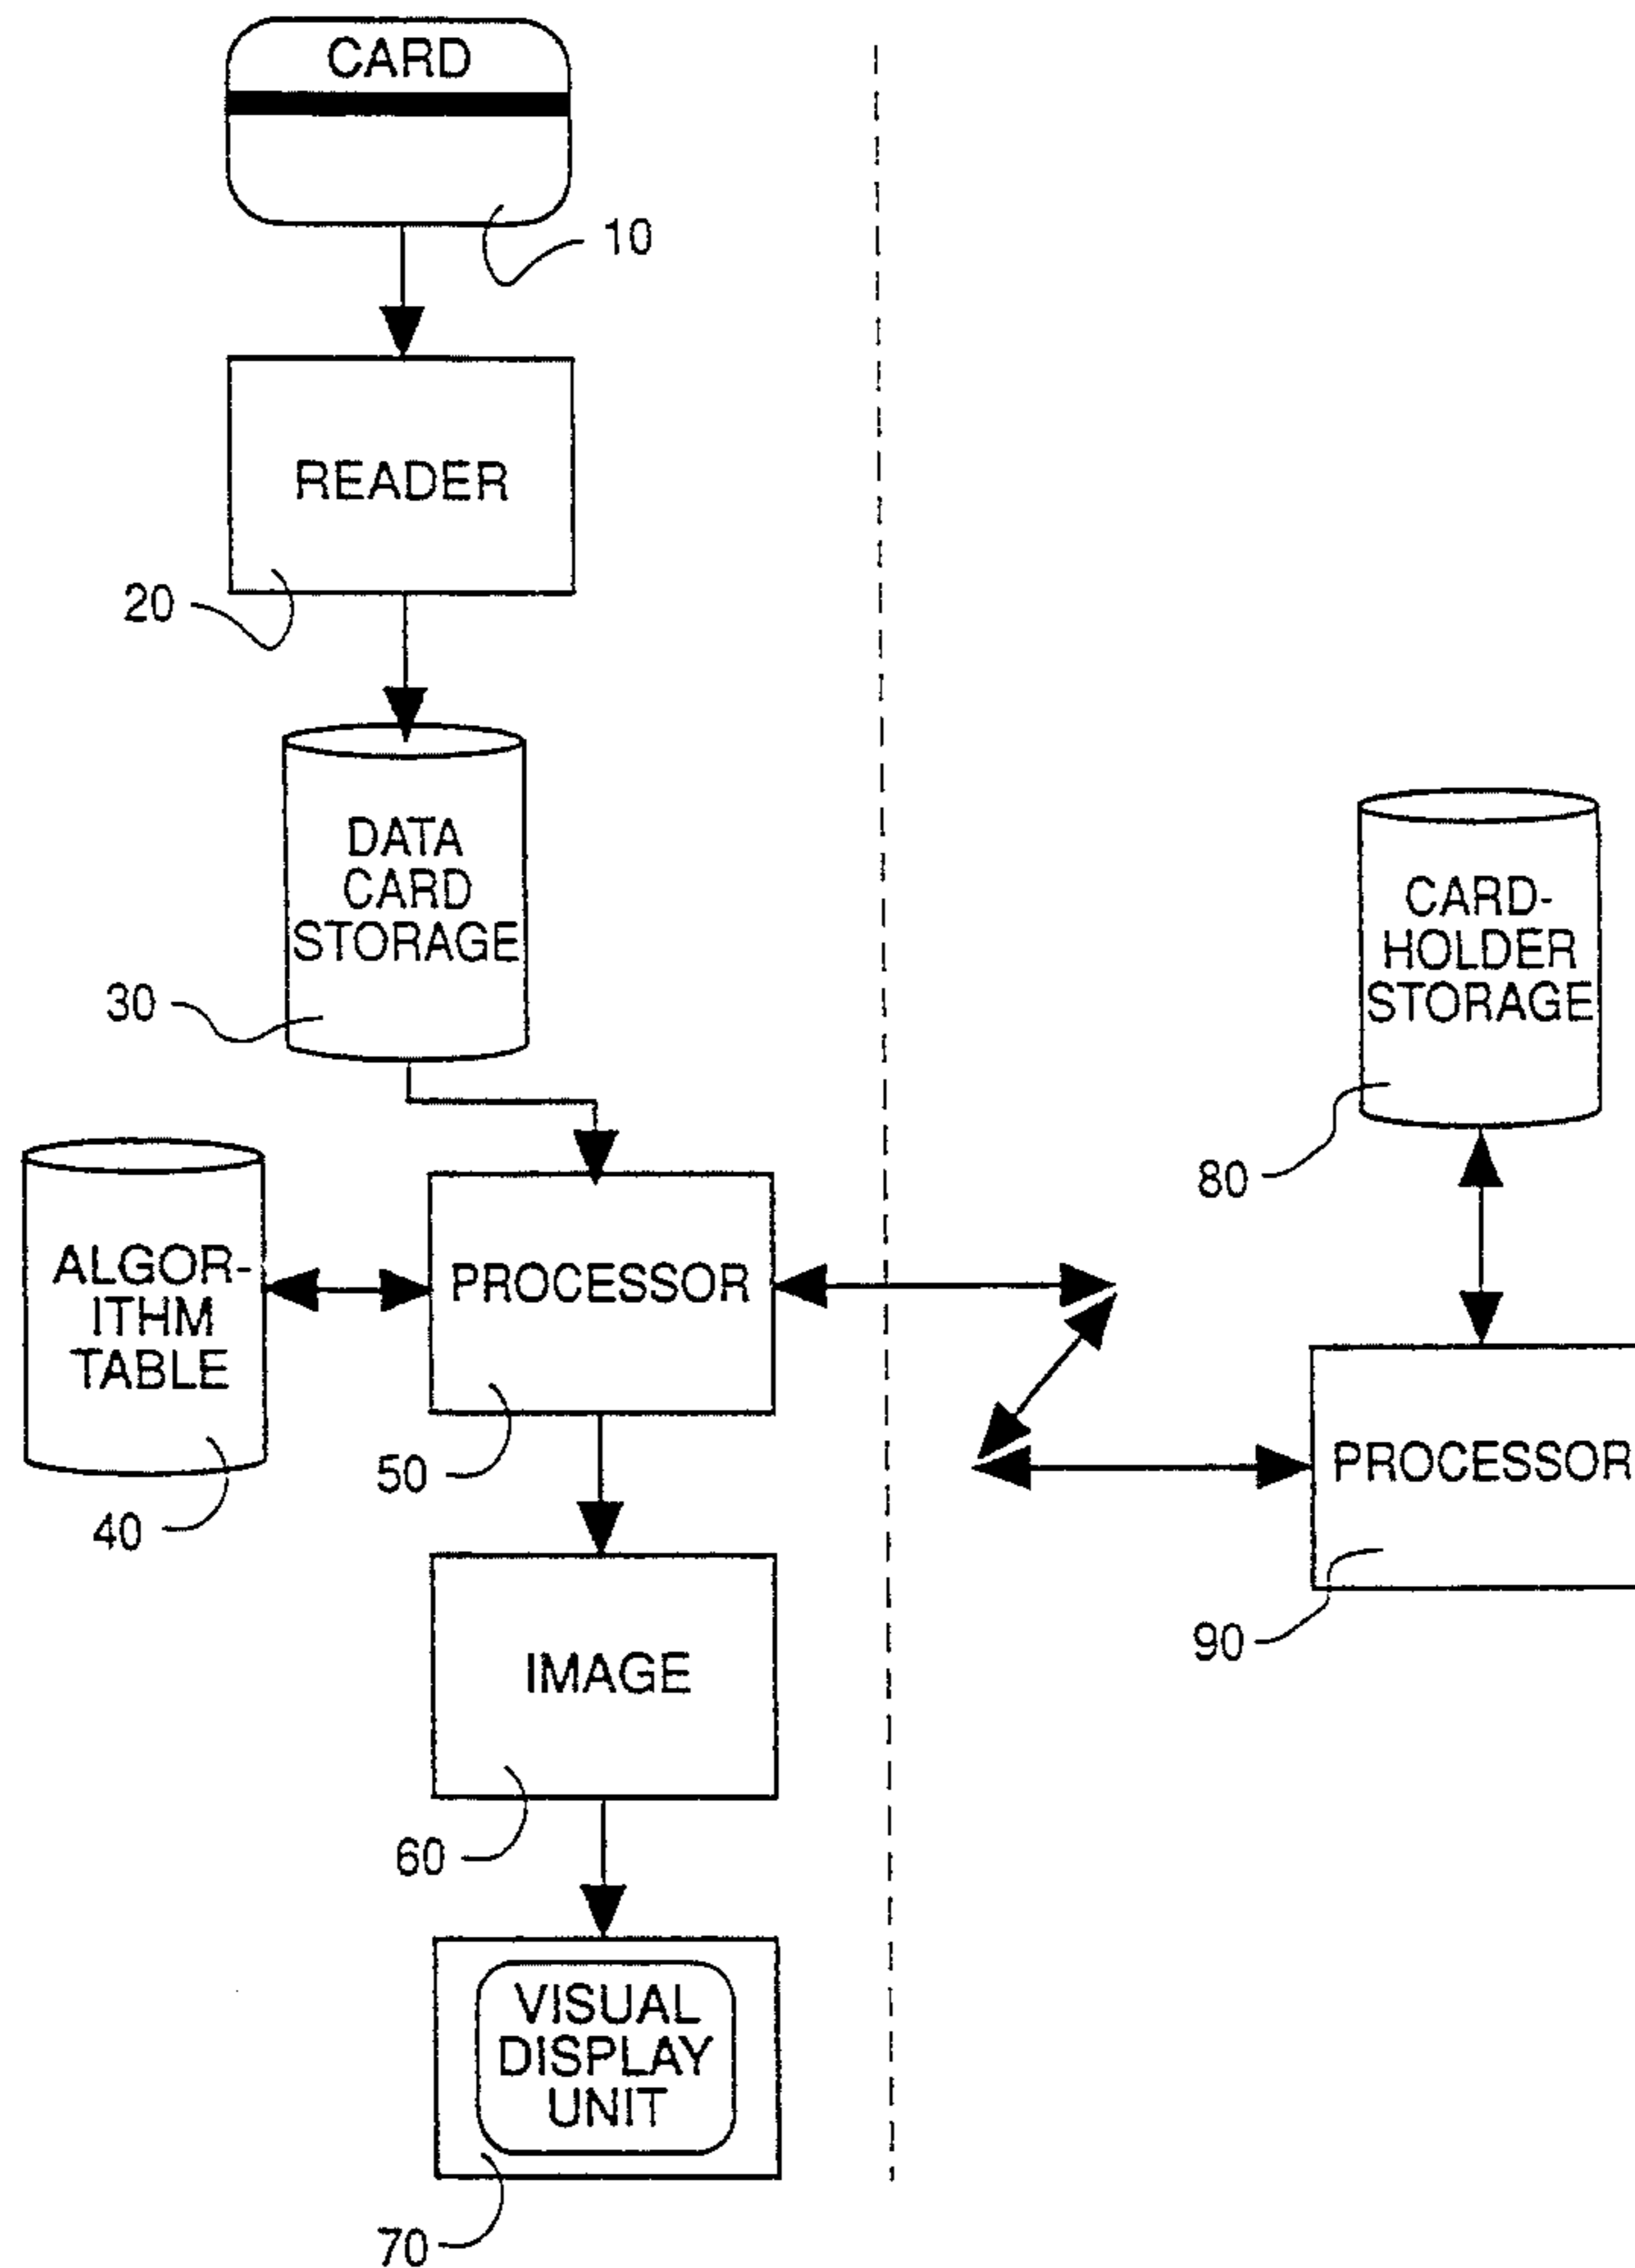 CARD
10
READER
20
DATA
CARD
STORAGE
30
CARD-
HOLDER
STORAGE
80
ALGOR-
ITHM
TABLE
40
PROCESSOR
50
PROCESSOR
90
IMAGE
60
VISUAL
DISPLAY
UNIT
70